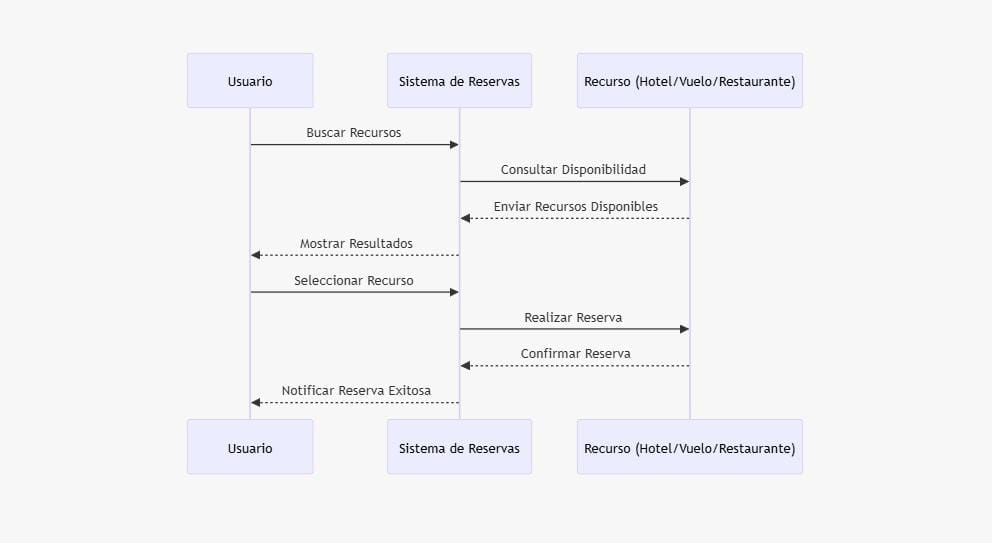 Usuario
Sistema de Reservas
Recurso (Hotel/Vuelo/Restaurante)
Buscar Recursos
Consultar Disponibilidad
Enviar Recursos Disponibles
Mostrar Resultados
Seleccionar Recurso
Realizar Reserva
Confirmar Reserva
Notificar Reserva Exitosa
Usuario
Sistema de Reservas
Recurso (Hotel/Vuelo/Restaurante)